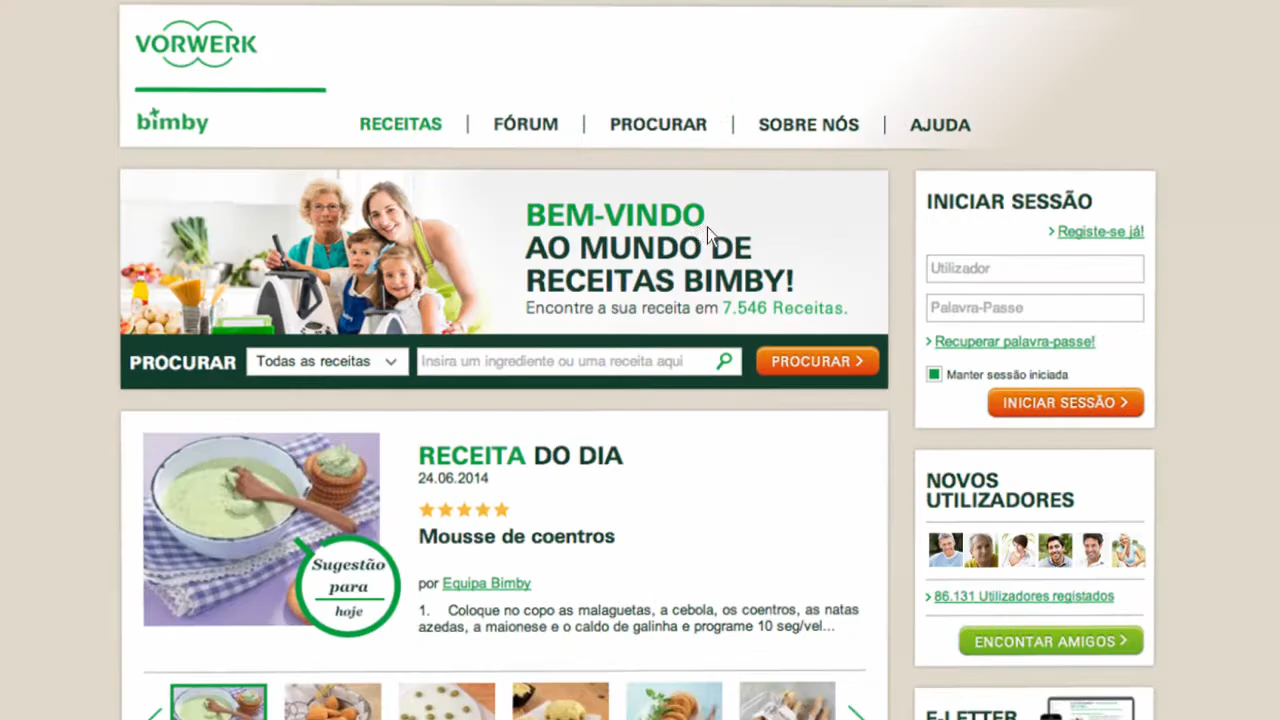 VORWERK
bimby
RECEITAS | FÓRUM | PROCURAR | SOBRE NÓS | AJUDA
BEM-VINDO
AO MUNDO DE
RECEITAS BIMBY!
Encontre a sua receita em 7.546 Receitas.
PROCURAR Todas as receitas Insira um ingrediente ou uma receita aqui PROCURAR >
RECEITA DO DIA
24.06.2014
Mousse de coentros
por Equipa Bimby
1. Coloque no copo as malaguetas, a cebola, os coentros, as natas
azedas, a maionese e o caldo de galinha e programe 10 seg/vel...
Sugestão
para
hoje
INICIAR SESSÃO
> Registe-se já!
Utilizador
Palavra-Passe
> Recuperar palavra-passe!
Manter sessão iniciada
INICIAR SESSÃO >
NOVOS
UTILIZADORES
> 86.131 Utilizadores registados
ENCONTAR AMIGOS >
E-LETTER